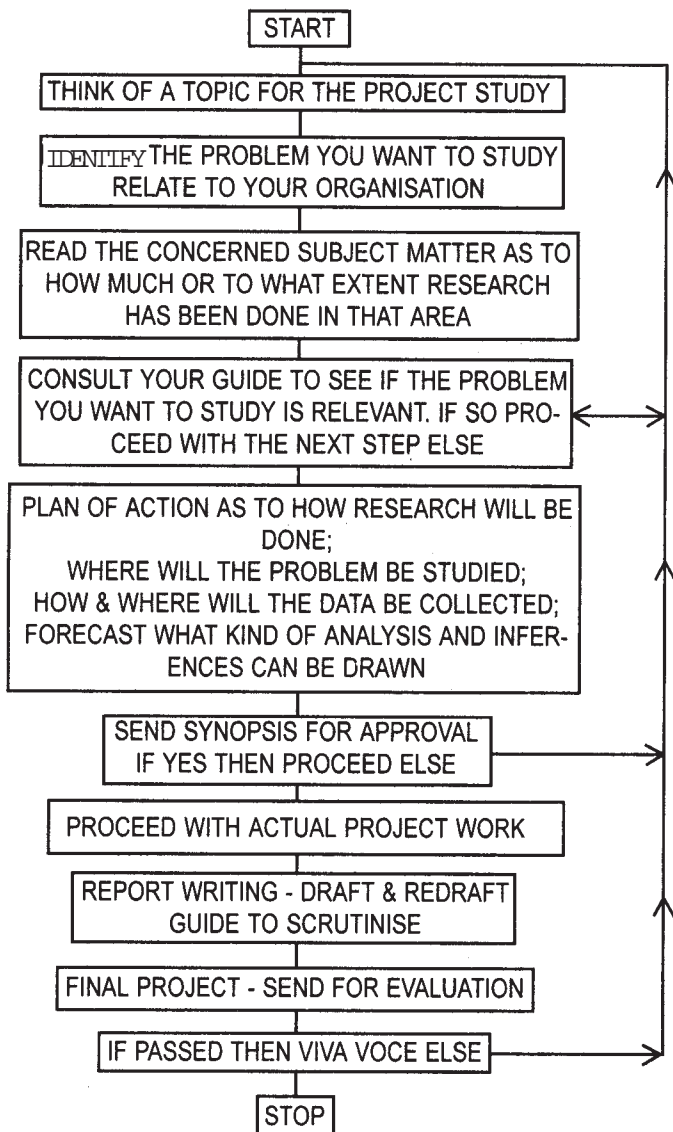 START
THINK OF A TOPIC FOR THE PROJECT STUDY
IDENTIFY THE PROBLEM YOU WANT TO STUDY
RELATE TO YOUR ORGANISATION
READ THE CONCERNED SUBJECT MATTER AS TO
HOW MUCH OR TO WHAT EXTENT RESEARCH
HAS BEEN DONE IN THAT AREA
CONSULT YOUR GUIDE TO SEE IF THE PROBLEM
YOU WANT TO STUDY IS RELEVANT. IF SO PRO-
CEED WITH THE NEXT STEP ELSE
PLAN OF ACTION AS TO HOW RESEARCH WILL BE
DONE;
WHERE WILL THE PROBLEM BE STUDIED;
HOW & WHERE WILL THE DATA BE COLLECTED;
FORECAST WHAT KIND OF ANALYSIS AND INFER-
ENCES CAN BE DRAWN
SEND SYNOPSIS FOR APPROVAL
IF YES THEN PROCEED ELSE
PROCEED WITH ACTUAL PROJECT WORK
REPORT WRITING - DRAFT & REDRAFT
GUIDE TO SCRUTINISE
FINAL PROJECT - SEND FOR EVALUATION
IF PASSED THEN VIVA VOCE ELSE
STOP